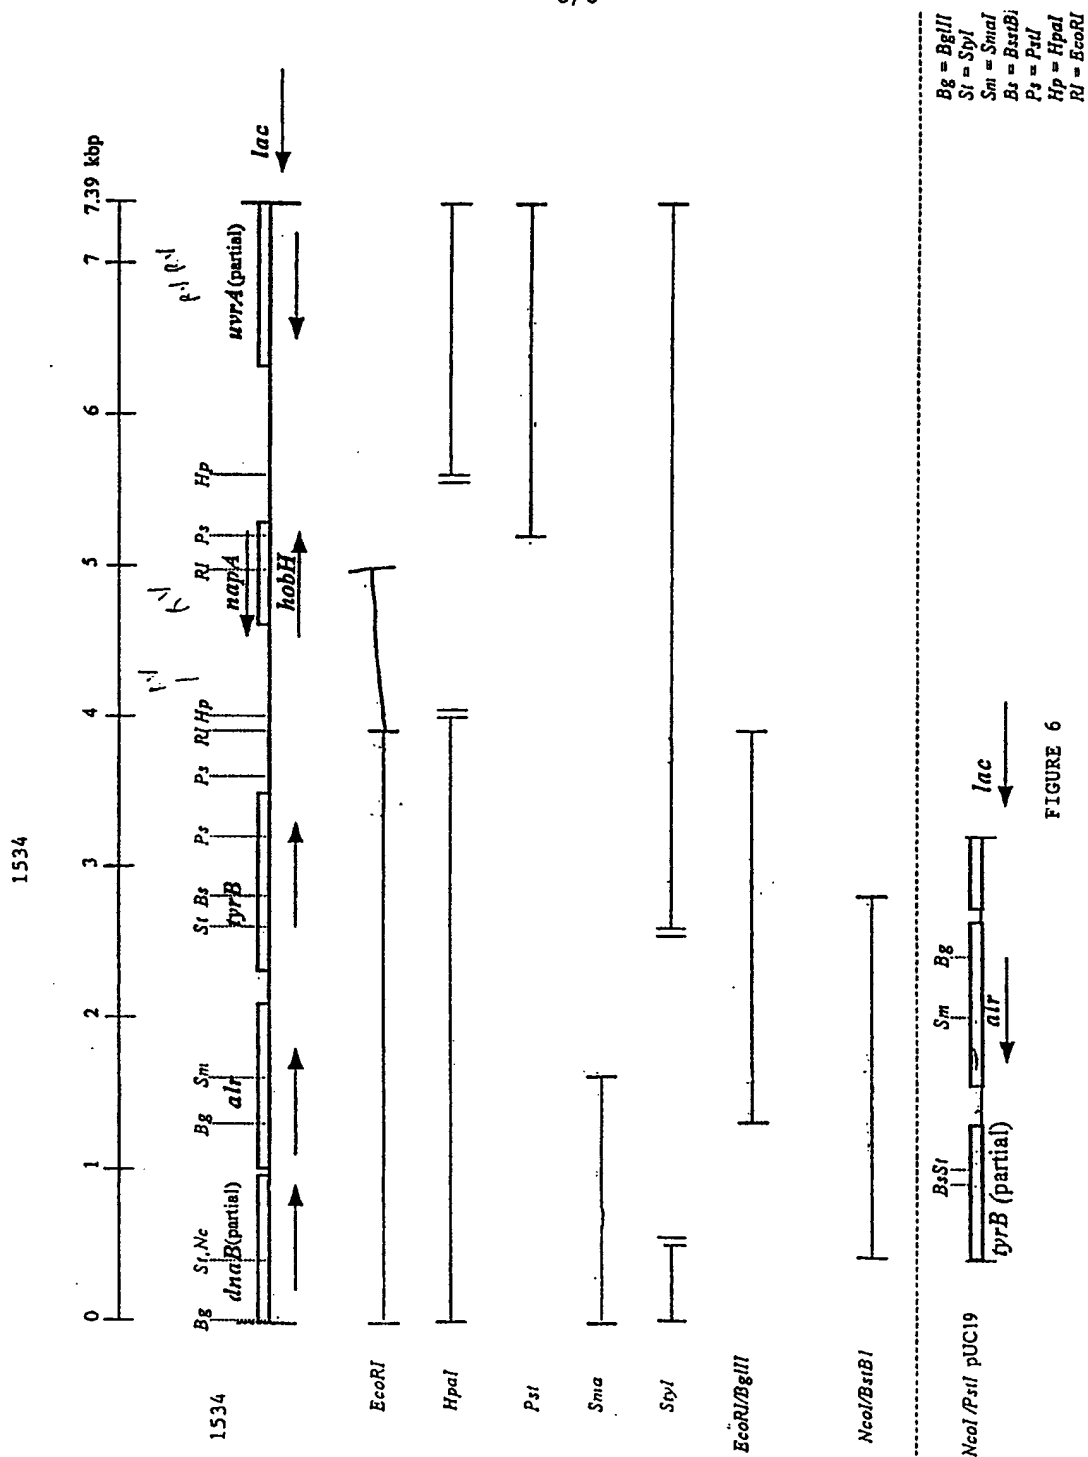 1534
0 1 2 3 4 5 6 7 7.39 kbp
1534
Bg St,Nc Bg Sm St Bs Ps Ps RI Hp RI Ps Hp
dnaB(partial) alr tyrB napA uvrA(partial) lac
hobH
EcoRI
HpaI
Pst
Sma
StyI
EcoRI/BglII
NcoI/BstBI
BsSt Sm Bg
NcoI/PstI pUC19
tyrB (partial) alr lac
FIGURE 6
Bg = BglII
St = StyI
Sm = SmaI
Bs = BsstBi
Ps = PstI
Hp = HpaI
RI = EcoRI